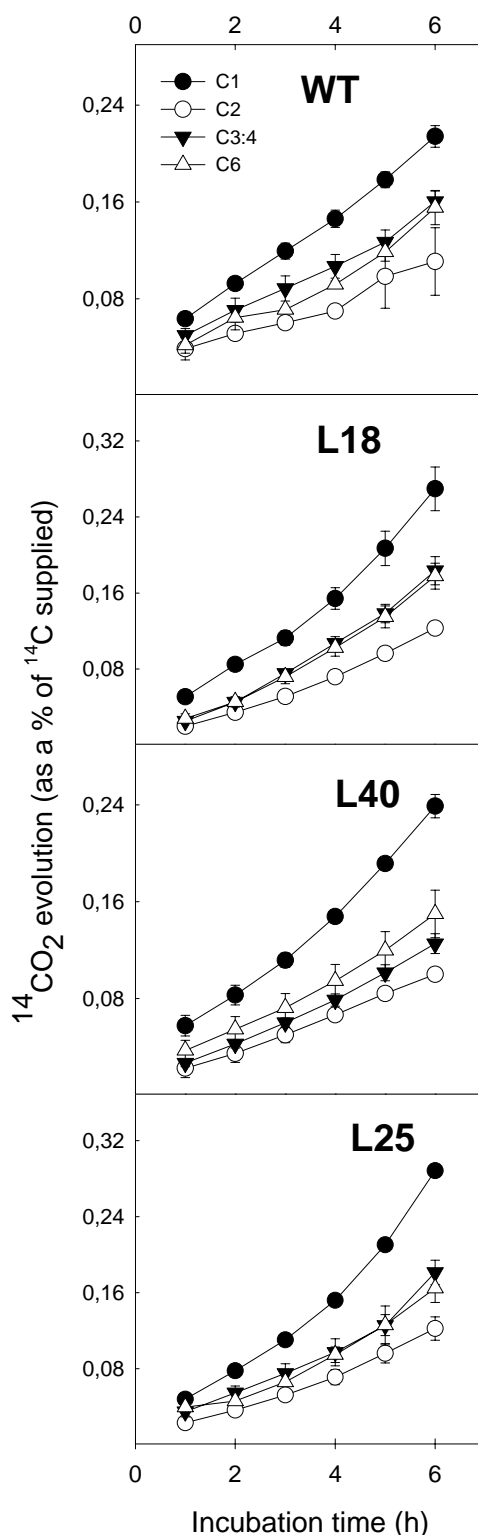 0 2 4 6
WT
C1
C2
C3:4
C6
0,24
0,16
0,08
L18
0,32
0,24
0,16
0,08
L40
0,24
0,16
0,08
L25
0,32
0,24
0,16
0,08
0 2 4 6
Incubation time (h)
¹⁴CO₂ evolution (as a % of ¹⁴C supplied)